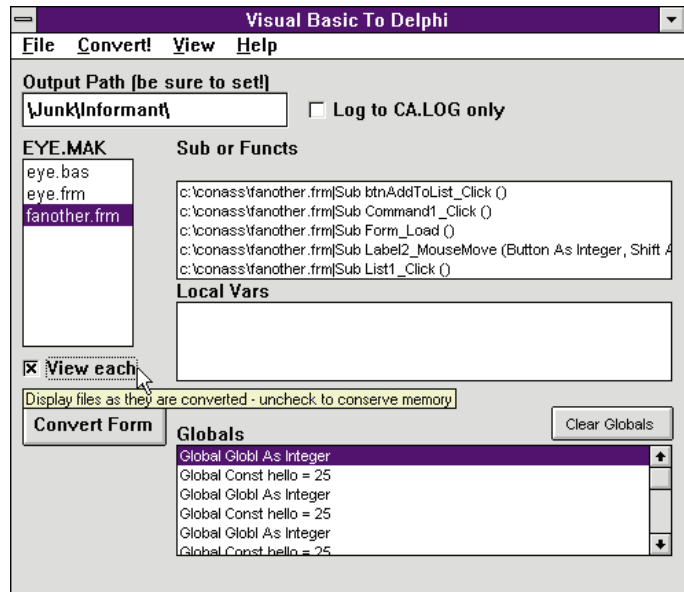 Visual Basic To Delphi
File Convert! View Help
Output Path (be sure to set!)
\Junk\Informant\
Log to CA.LOG only
EYE.MAK
Sub or Functs
eye.bas
eye.frm
fanother.frm
c:\conass\fanother.frm|Sub btnAddToList_Click ()
c:\conass\fanother.frm|Sub Command1_Click ()
c:\conass\fanother.frm|Sub Form_Load ()
c:\conass\fanother.frm|Sub Label2_MouseMove (Button As Integer, Shift A
c:\conass\fanother.frm|Sub List1_Click ()
Local Vars
View each
Display files as they are converted - uncheck to conserve memory
Convert Form
Globals
Clear Globals
Global Globl As Integer
Global Const hello = 25
Global Globl As Integer
Global Const hello = 25
Global Globl As Integer
Global Const hello = 25